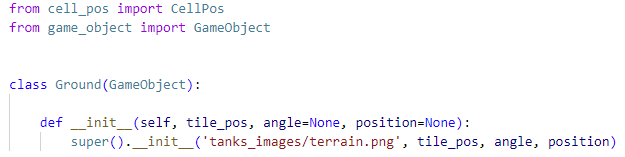 from cell_pos import CellPos
from game_object import GameObject
class Ground(GameObject):
def __init__(self, tile_pos, angle=None, position=None):
super().__init__('tanks_images/terrain.png', tile_pos, angle, position)